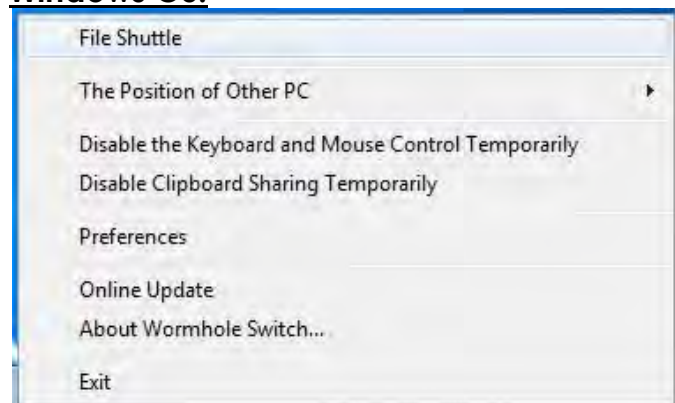 File Shuttle
The Position of Other PC
Disable the Keyboard and Mouse Control Temporarily
Disable Clipboard Sharing Temporarily
Preferences
Online Update
About Wormhole Switch...
Exit